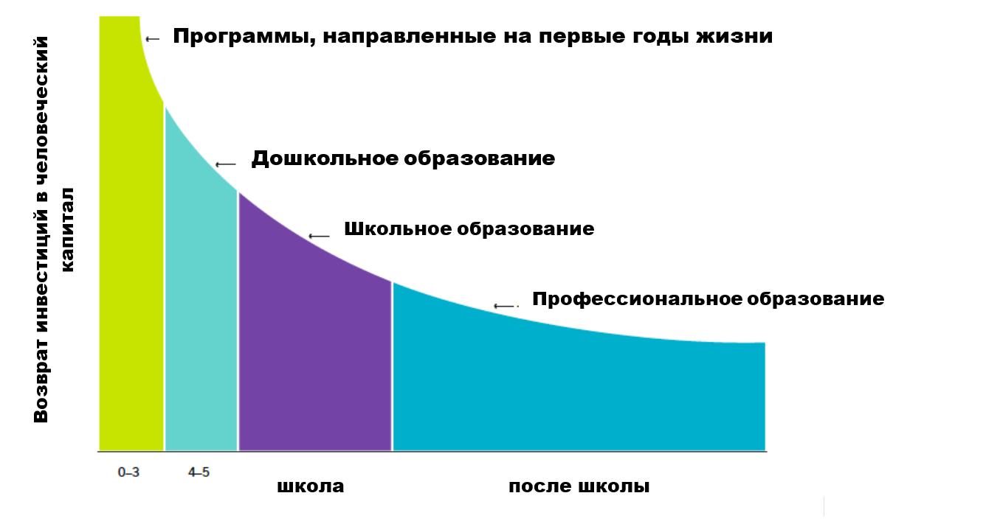 Возврат инвестиций в человеческий
капитал
Программы, направленные на первые годы жизни
Дошкольное образование
Школьное образование
Профессиональное образование
0–3
4–5
школа
после школы